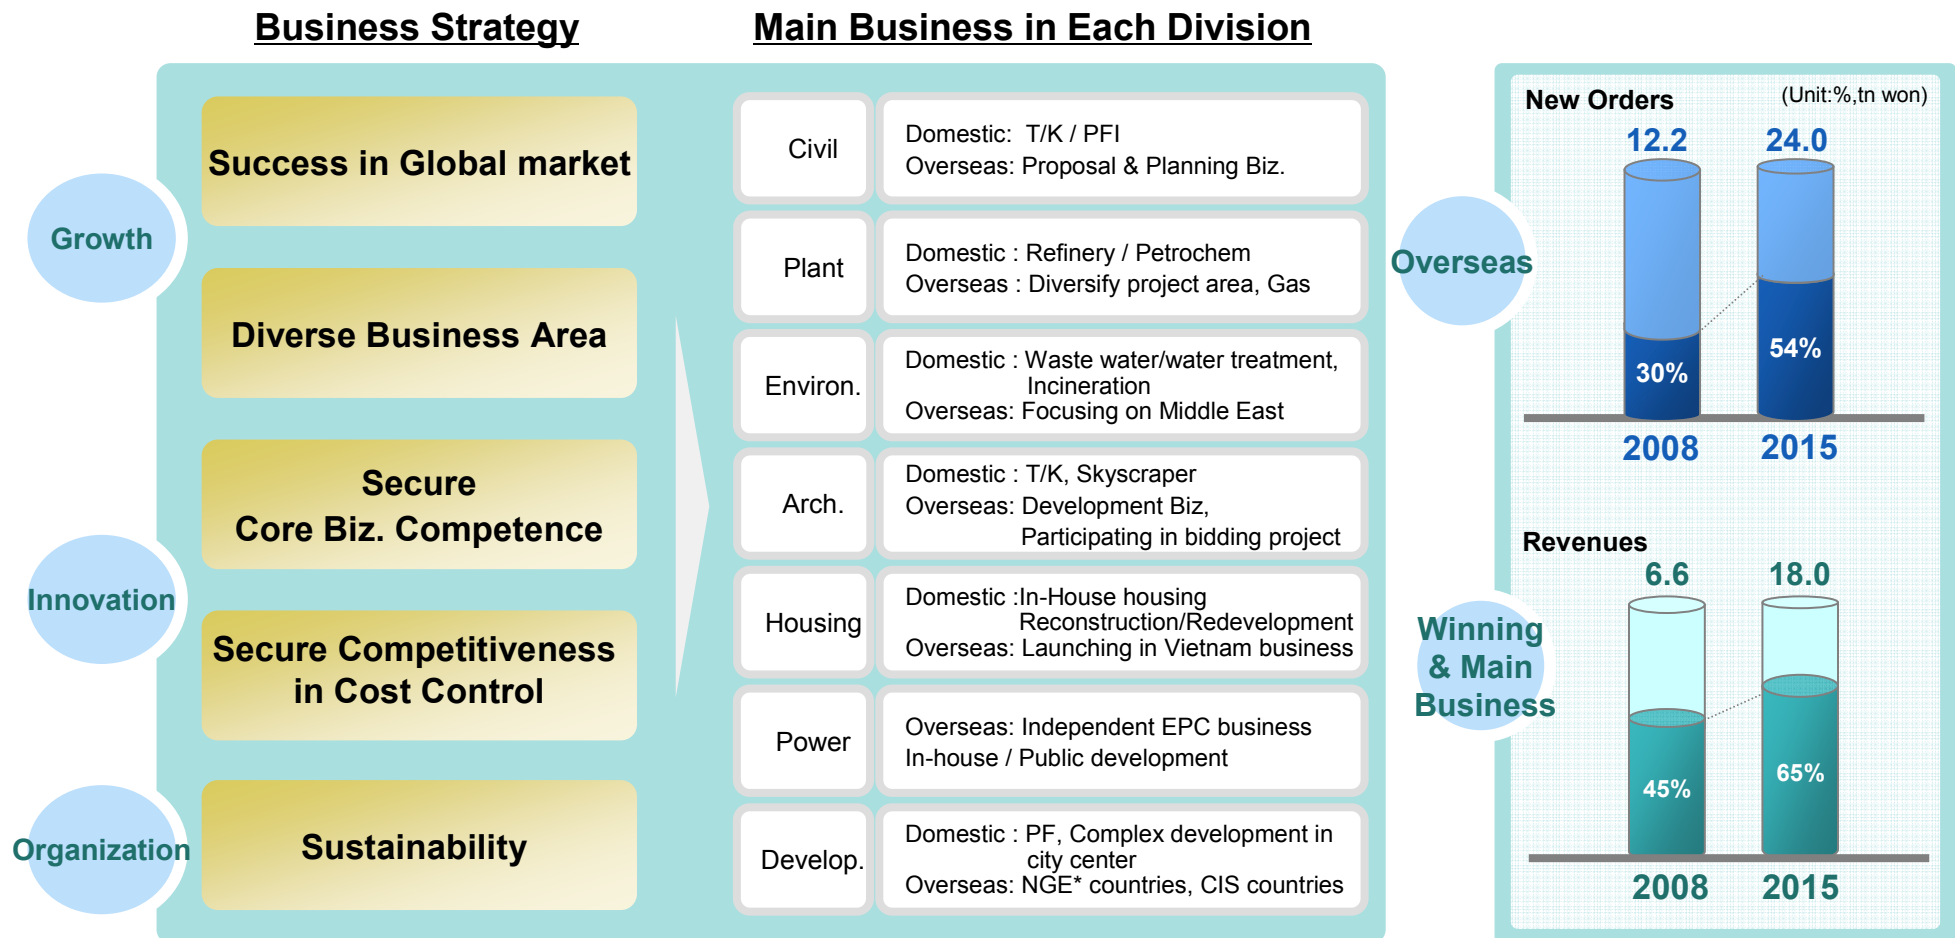 Business Strategy
Main Business in Each Division
Growth
Innovation
Organization
Success in Global market
Diverse Business Area
Secure
Core Biz. Competence
Secure Competitiveness
in Cost Control
Sustainability
Civil
Domestic: T/K / PFI
Overseas: Proposal & Planning Biz.
Plant
Domestic : Refinery / Petrochem
Overseas : Diversify project area, Gas
Environ.
Domestic : Waste water/water treatment,
Incineration
Overseas: Focusing on Middle East
Arch.
Domestic : T/K, Skyscraper
Overseas: Development Biz,
Participating in bidding project
Housing
Domestic :In-House housing
Reconstruction/Redevelopment
Overseas: Launching in Vietnam business
Power
Overseas: Independent EPC business
In-house / Public development
Develop.
Domestic : PF, Complex development in
city center
Overseas: NGE* countries, CIS countries
Overseas
New Orders
(Unit:%,tn won)
12.2
24.0
30%
54%
2008
2015
Winning
& Main
Business
Revenues
6.6
18.0
45%
65%
2008
2015